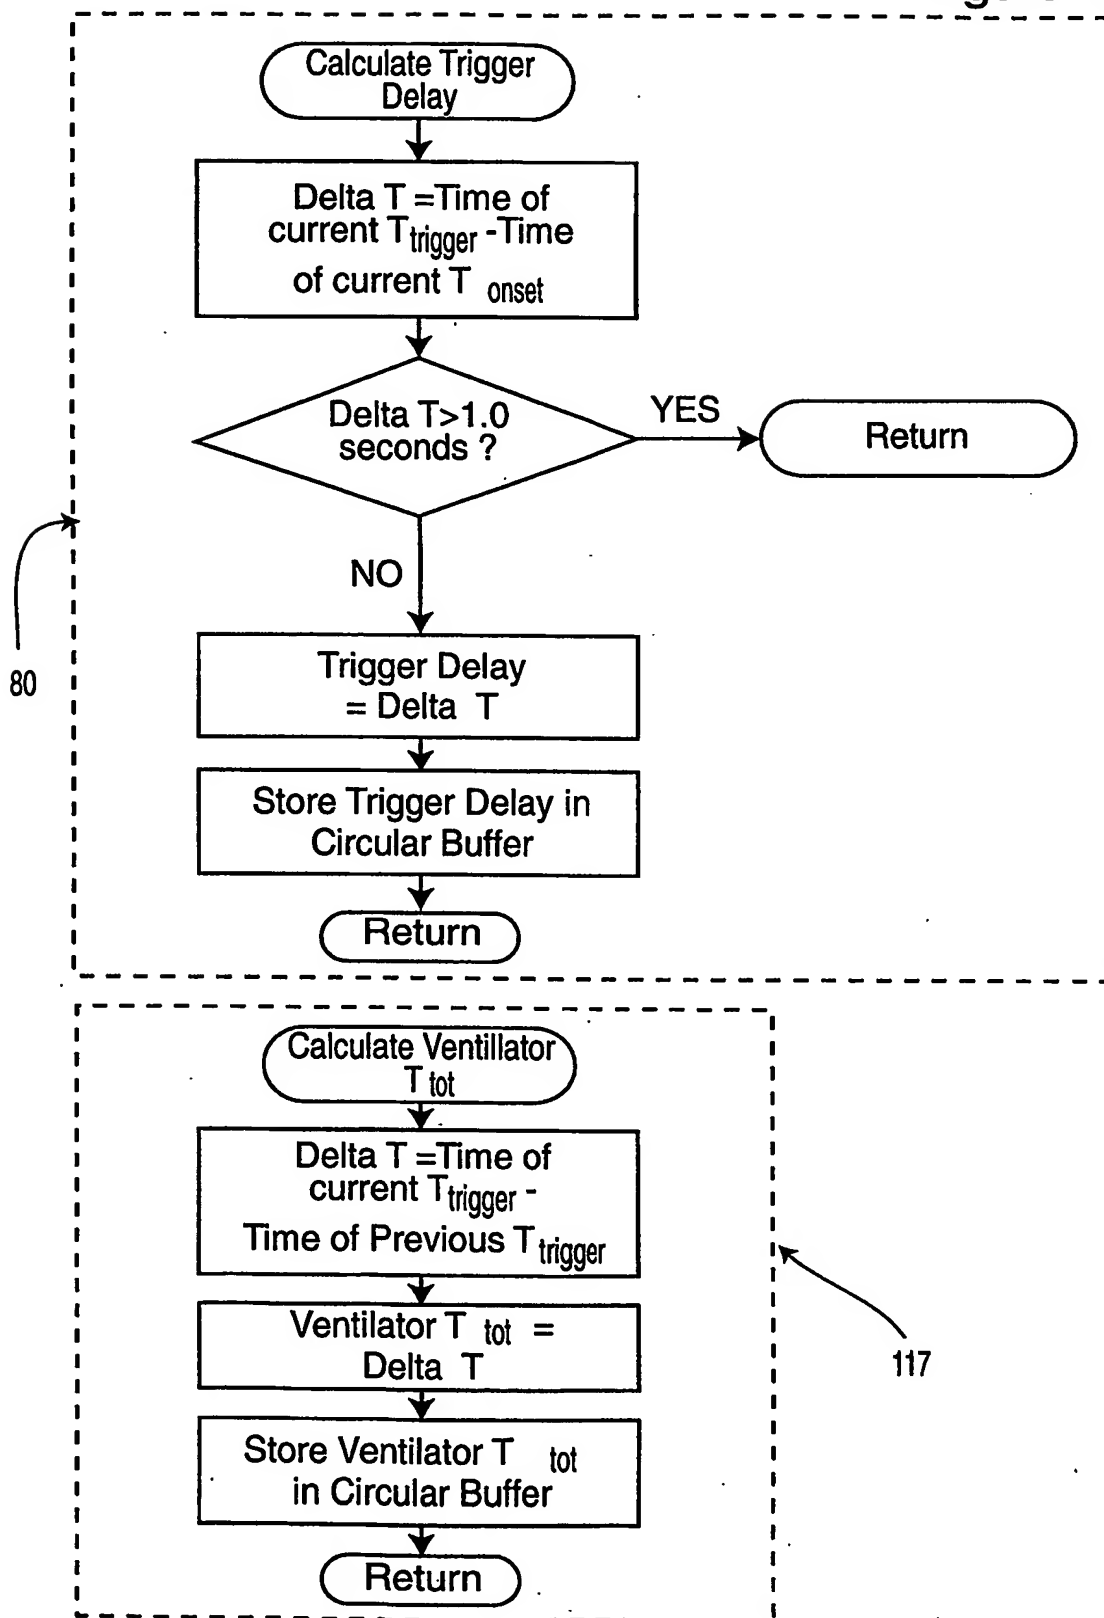 Calculate Trigger
Delay
Delta T =Time of
current Ttrigger -Time
of current T onset
Delta T>1.0
seconds ?
YES
Return
NO
80
Trigger Delay
= Delta T
Store Trigger Delay in
Circular Buffer
Return
Calculate Ventillator
T tot
Delta T =Time of
current Ttrigger -
Time of Previous T trigger
Ventilator T tot =
Delta T
117
Store Ventilator T tot
in Circular Buffer
Return